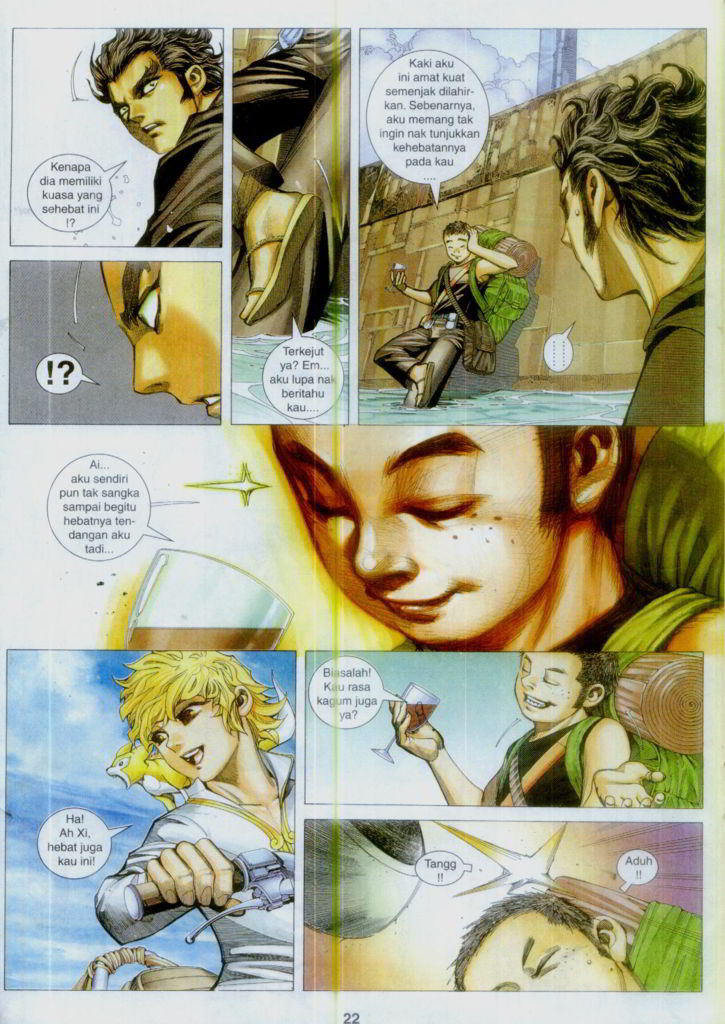 Kenapa
dia memiliki
kuasa yang
sehebat ini
!?
!?
Terkejut
ya? Em...
aku lupa nak
beritahu
kau....
Kaki aku
ini amat kuat
semenjak dilahir-
kan. Sebenarnya,
aku memang tak
ingin nak tunjukkan
kehebatannya
pada kau
....
Ai...
aku sendiri
pun tak sangka
sampai begitu
hebatnya ten-
dangan aku
tadi...
Ha!
Ah Xi,
hebat juga
kau ini!
Biasalah!
Kau rasa
kagum juga
ya?
Tangg
!!
Aduh
!!
22